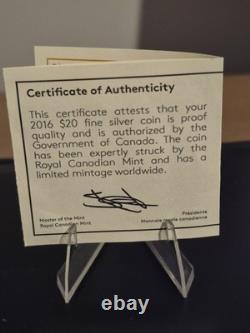 Certificate of Authenticity
This certificate attests that your
2016 $20 fine silver coin is proof
quality and is authorized by the
Government of Canada. The coin
has been expertly struck by the
Royal Canadian Mint and has a
limited mintage worldwide.
Master of the Mint
Royal Canadian Mint
Présidente
Monnaie royale canadienne
© thumbimg.com